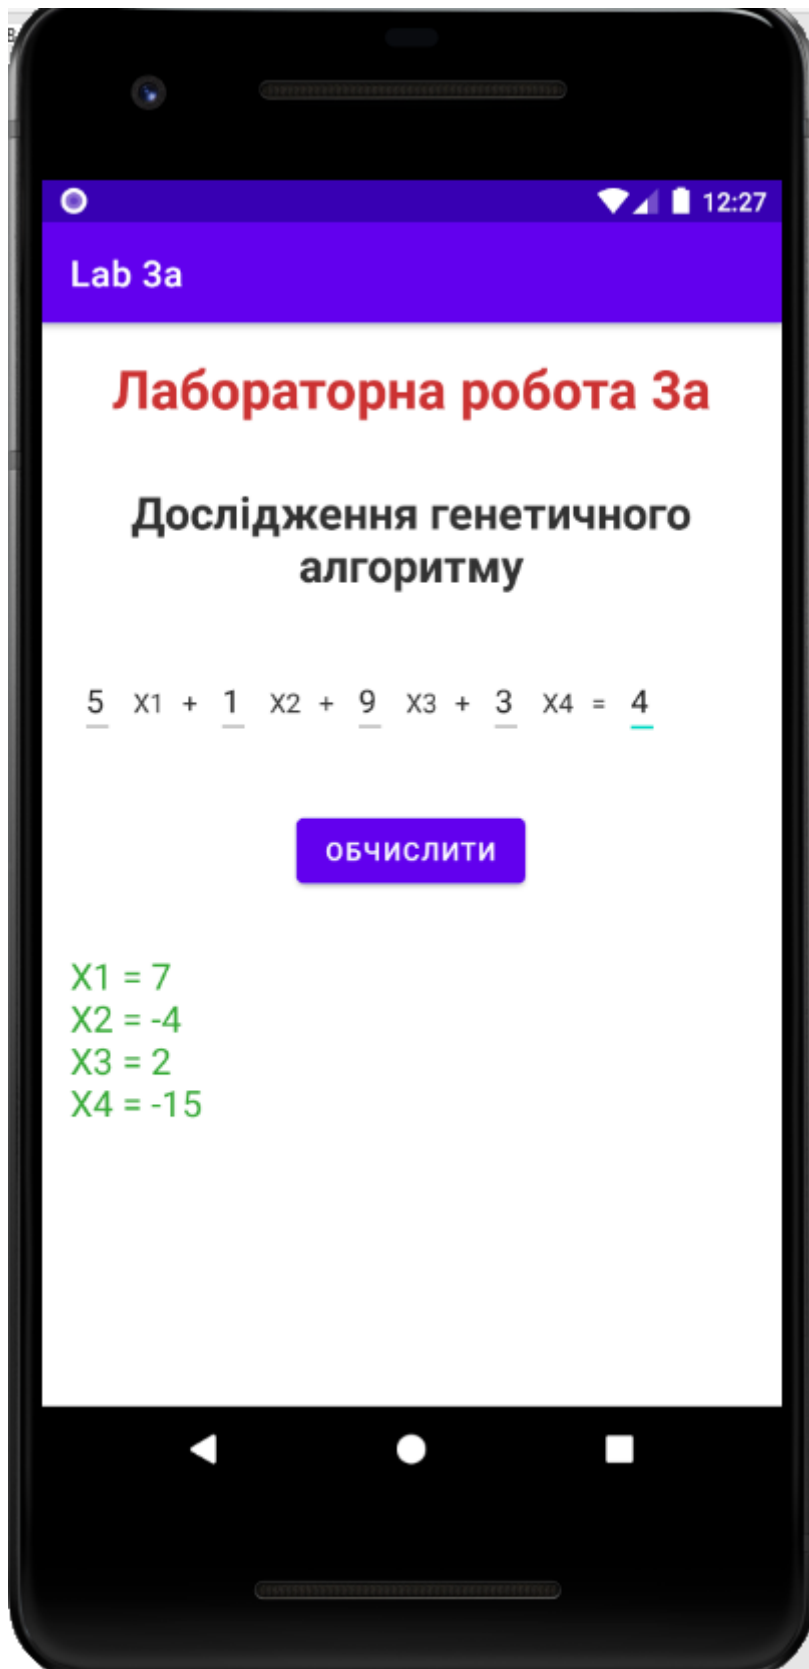 12:27
Lab 3a
Лабораторна робота 3а
Дослідження генетичного
алгоритму
5 X1 + 1 X2 + 9 X3 + 3 X4 = 4
ОБЧИСЛИТИ
X1 = 7
X2 = -4
X3 = 2
X4 = -15